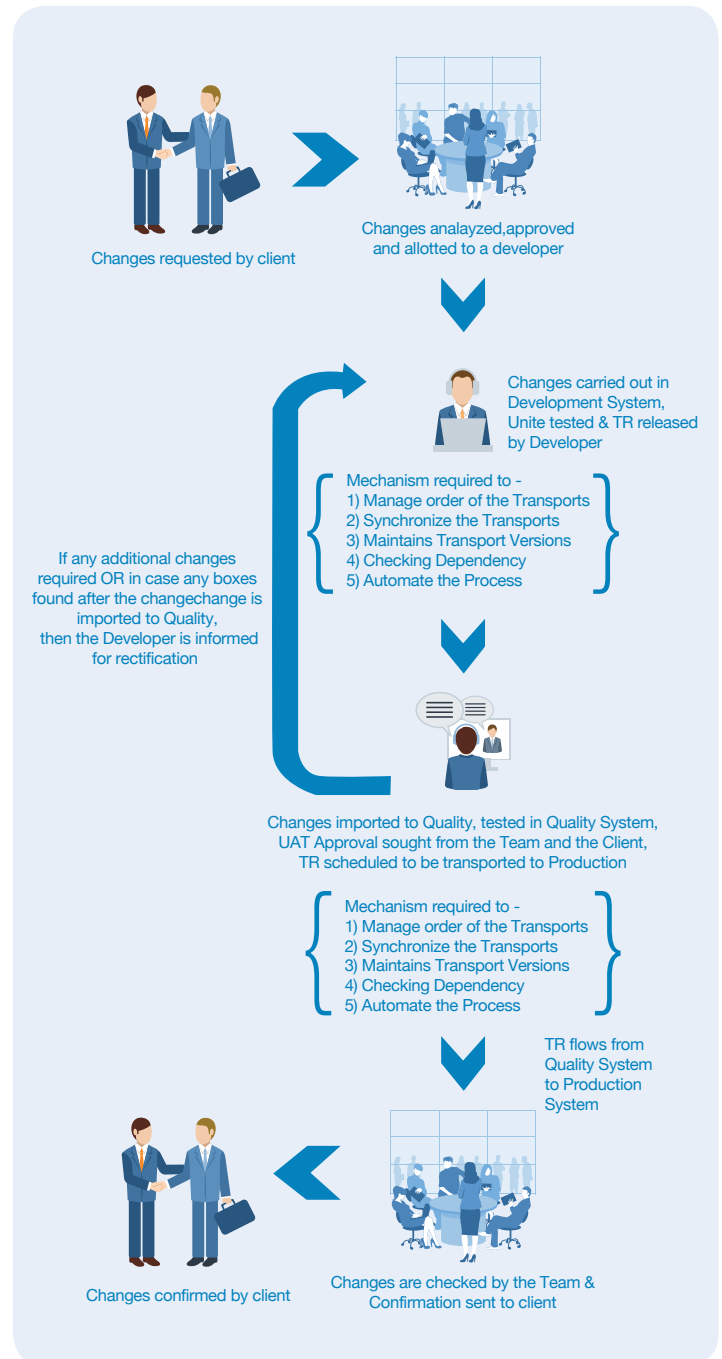 Changes requested by client
Changes analayzed,approved
and allotted to a developer
Changes carried out in
Development System,
Unite tested & TR released
by Developer
Mechanism required to -
1) Manage order of the Transports
2) Synchronize the Transports
3) Maintains Transport Versions
4) Checking Dependency
5) Automate the Process
If any additional changes
required OR in case any boxes
found after the changechange is
imported to Quality,
then the Developer is informed
for rectification
Changes imported to Quality, tested in Quality System,
UAT Approval sought from the Team and the Client,
TR scheduled to be transported to Production
Mechanism required to -
1) Manage order of the Transports
2) Synchronize the Transports
3) Maintains Transport Versions
4) Checking Dependency
5) Automate the Process
TR flows from
Quality System
to Production
System
Changes are checked by the Team &
Confirmation sent to client
Changes confirmed by client